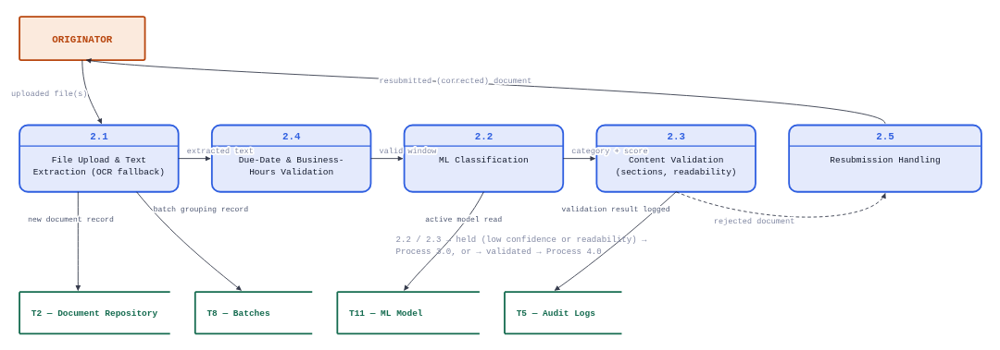 ORIGINATOR
resubmitted (corrected) document
uploaded file(s)
2.1
File Upload & Text
Extraction (OCR fallback)
extracted text
2.4
Due-Date & Business-
Hours Validation
valid window
2.2
ML Classification
category + score
2.3
Content Validation
(sections, readability)
2.5
Resubmission Handling
new document record
batch grouping record
active model read
validation result logged
rejected document
2.2 / 2.3 → held (low confidence or readability) →
Process 3.0, or → validated → Process 4.0
T2 — Document Repository
T8 — Batches
T11 — ML Model
T5 — Audit Logs